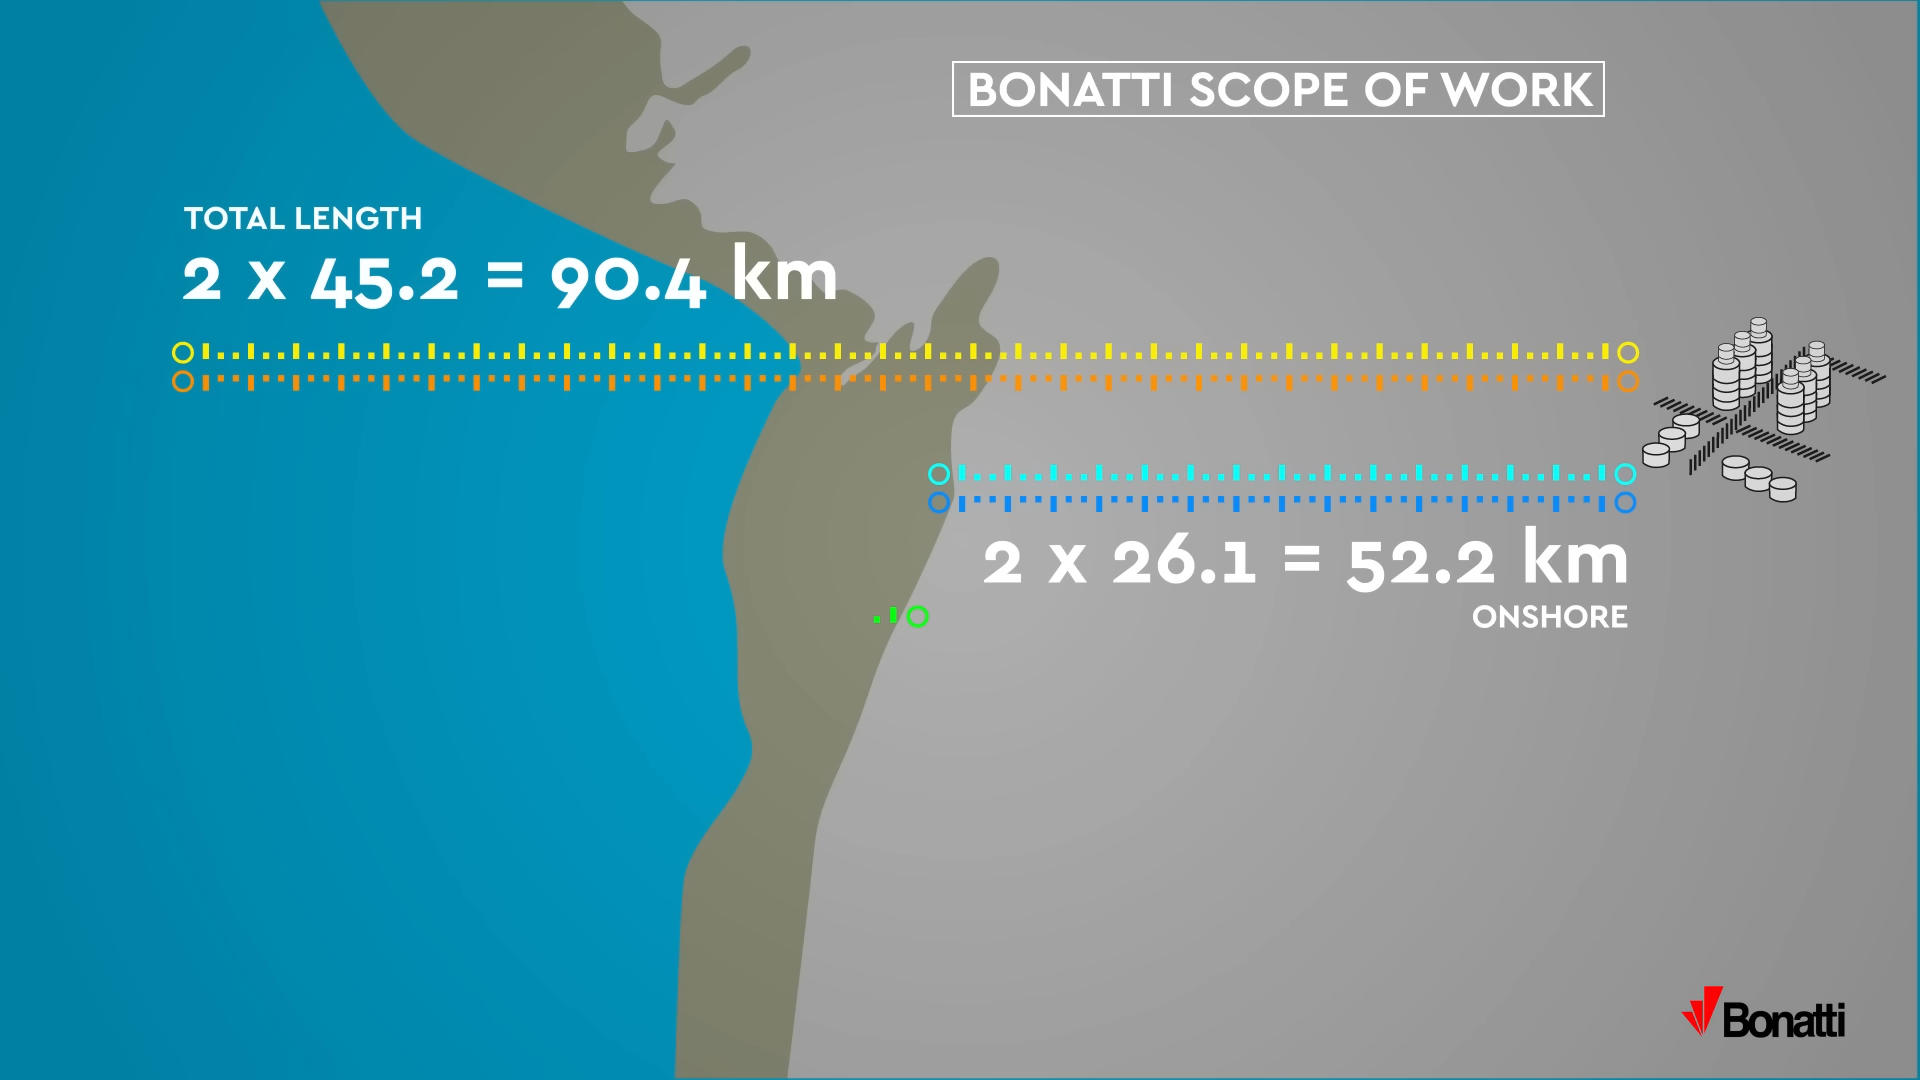 BONATTI SCOPE OF WORK
TOTAL LENGTH
2 x 45.2 = 90.4 km
2 x 26.1 = 52.2 km
ONSHORE
Bonatti